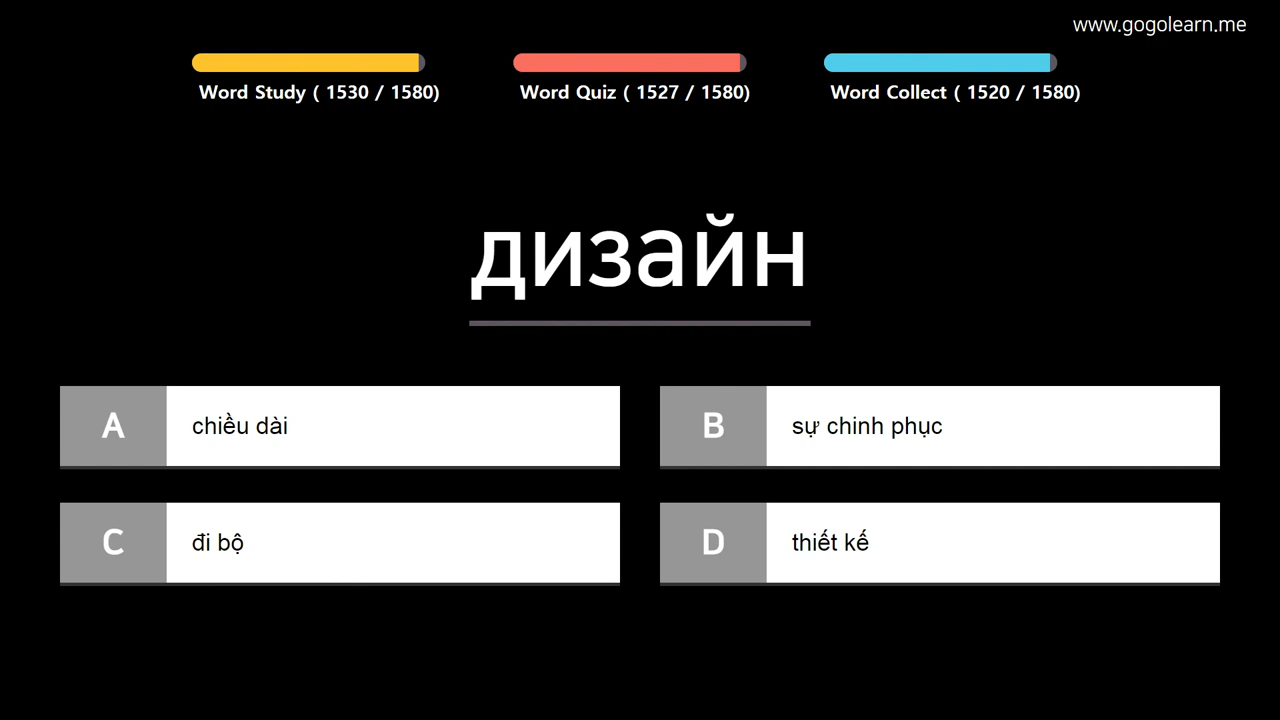 www.gogolearn.me
Word Study ( 1530 / 1580)
Word Quiz ( 1527 / 1580)
Word Collect ( 1520 / 1580)
дизайн
A chiều dài
B sự chinh phục
C đi bộ
D thiết kế